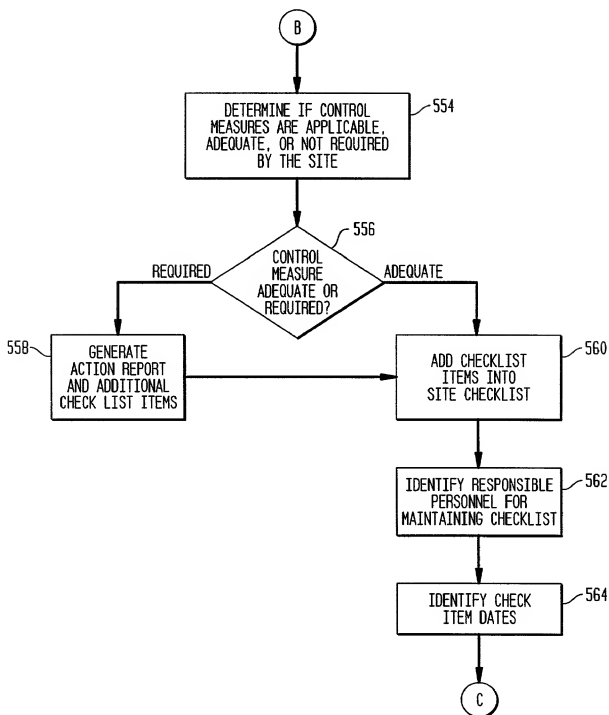 B
DETERMINE IF CONTROL
MEASURES ARE APPLICABLE,
ADEQUATE, OR NOT REQUIRED
BY THE SITE
554
556
CONTROL
MEASURE
ADEQUATE OR
REQUIRED?
REQUIRED
ADEQUATE
558
GENERATE
ACTION REPORT
AND ADDITIONAL
CHECK LIST ITEMS
ADD CHECKLIST
ITEMS INTO
SITE CHECKLIST
560
IDENTIFY RESPONSIBLE
PERSONNEL FOR
MAINTAINING CHECKLIST
562
IDENTIFY CHECK
ITEM DATES
564
C